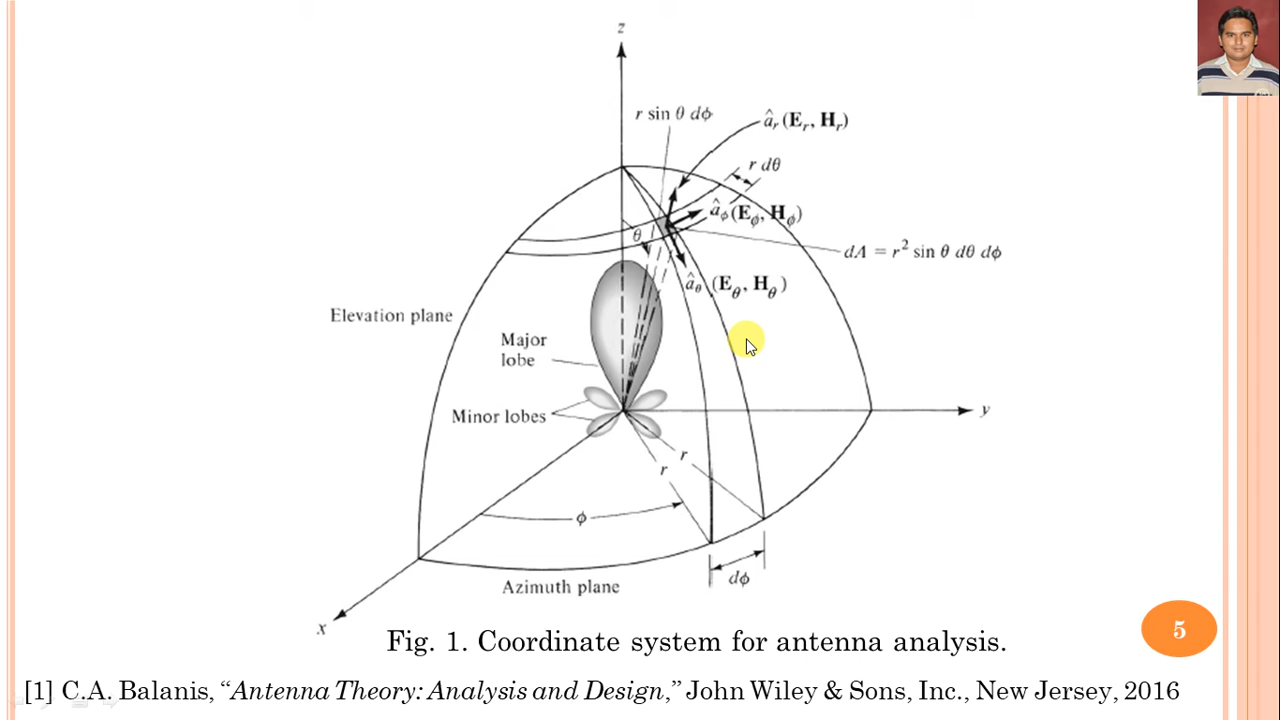 z
r sin θ dϕ
âr (Er, Hr)
r dθ
âϕ (Eϕ, Hϕ)
θ
dA = r² sin θ dθ dϕ
âθ (Eθ, Hθ)
Elevation plane
Major
lobe
Minor lobes
y
r
r
ϕ
Azimuth plane
dϕ
x
Fig. 1. Coordinate system for antenna analysis.
5
[1] C.A. Balanis, “Antenna Theory: Analysis and Design,” John Wiley & Sons, Inc., New Jersey, 2016